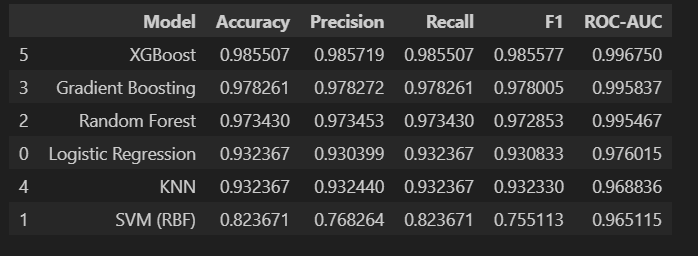 Model Accuracy Precision Recall F1 ROC-AUC
5 XGBoost 0.985507 0.985719 0.985507 0.985577 0.996750
3 Gradient Boosting 0.978261 0.978272 0.978261 0.978005 0.995837
2 Random Forest 0.973430 0.973453 0.973430 0.972853 0.995467
0 Logistic Regression 0.932367 0.930399 0.932367 0.930833 0.976015
4 KNN 0.932367 0.932440 0.932367 0.932330 0.968836
1 SVM (RBF) 0.823671 0.768264 0.823671 0.755113 0.965115